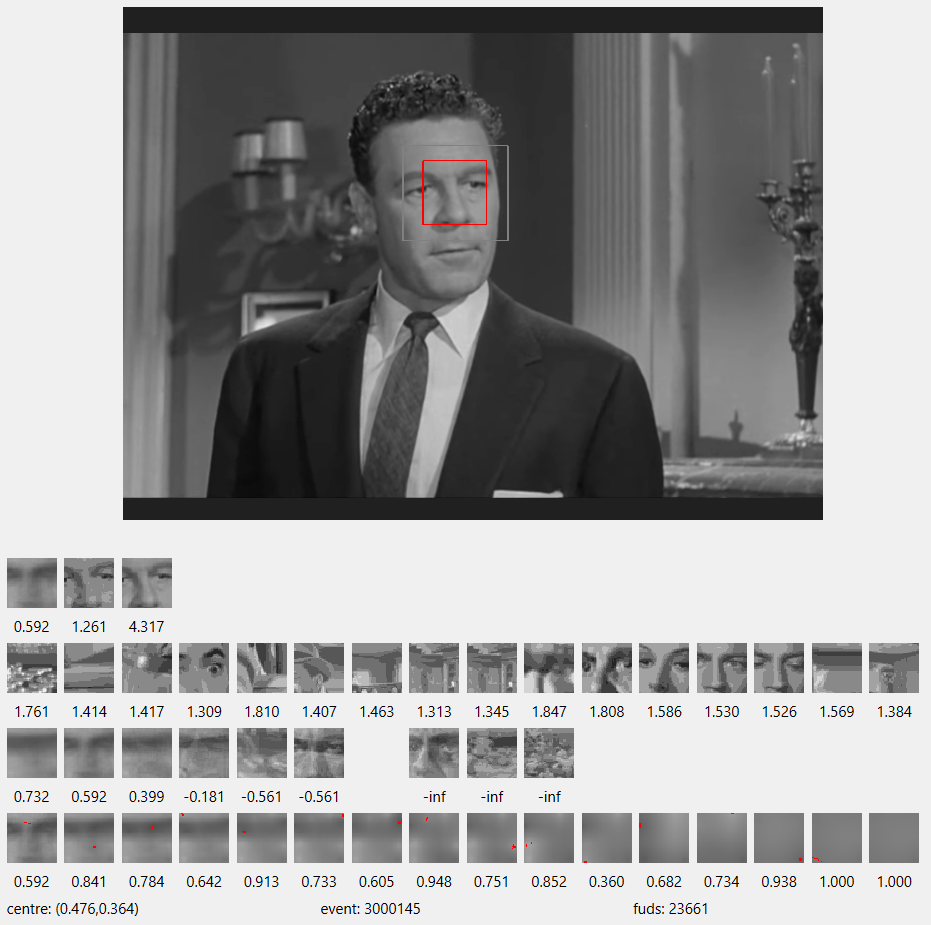 0.592 1.261 4.317
1.761 1.414 1.417 1.309 1.810 1.407 1.463 1.313 1.345 1.847 1.808 1.586 1.530 1.526 1.569 1.384
0.732 0.592 0.399 -0.181 -0.561 -0.561 -inf -inf -inf
0.592 0.841 0.784 0.642 0.913 0.733 0.605 0.948 0.751 0.852 0.360 0.682 0.734 0.938 1.000 1.000
centre: (0.476,0.364) event: 3000145 fuds: 23661